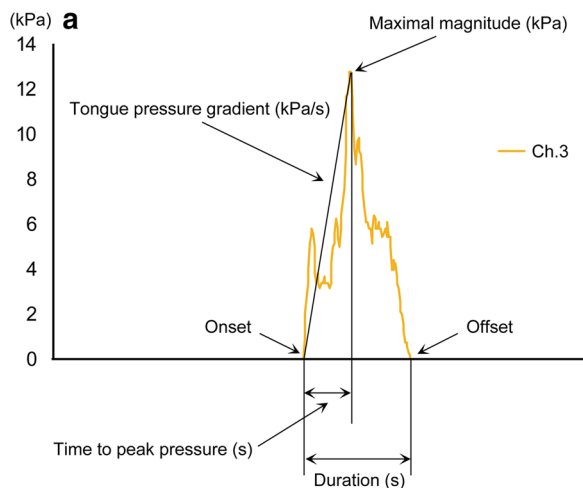 (kPa)
a
Maximal magnitude (kPa)
14
12
Tongue pressure gradient (kPa/s)
10
Ch.3
8
6
4
2
Onset
Offset
0
Time to peak pressure (s)
Duration (s)